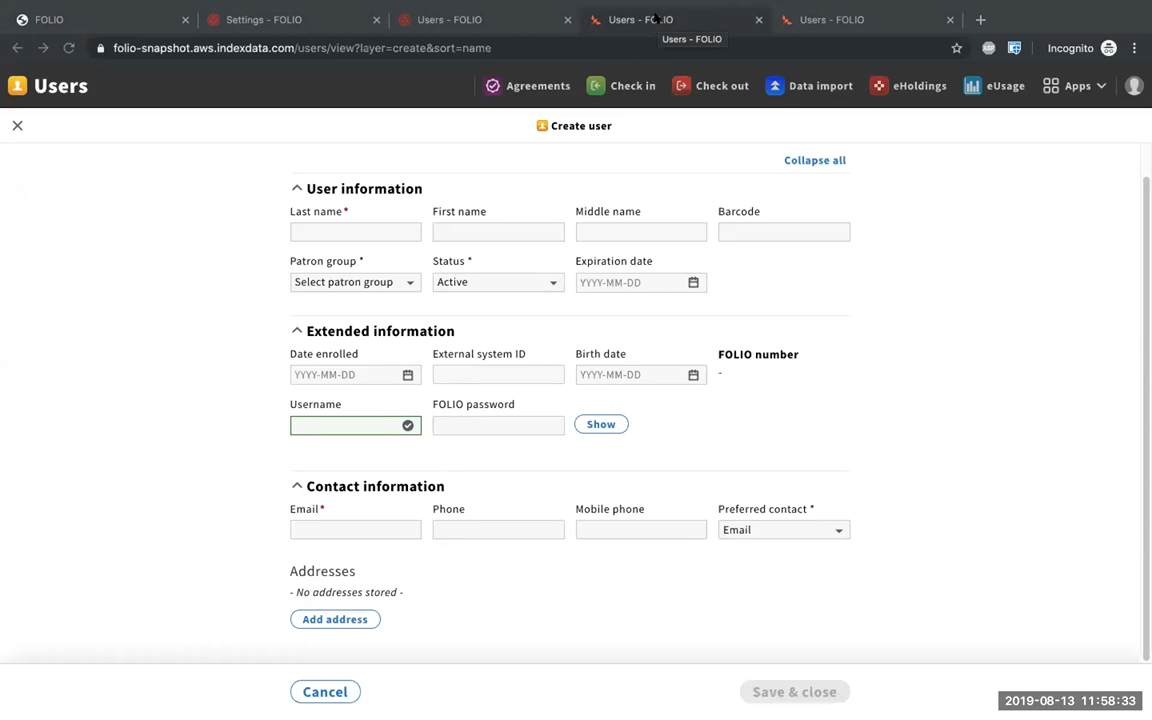 FOLIO
Settings - FOLIO
Users - FOLIO
Users - FOLIO
Users - FOLIO
folio-snapshot.aws.indexdata.com/users/view?layer=create&sort=name
Users - FOLIO
Incognito
Users
Agreements
Check in
Check out
Data import
eHoldings
eUsage
Apps
Create user
Collapse all
User information
Last name* First name Middle name Barcode
Patron group * Status * Expiration date
Select patron group Active YYYY-MM-DD
Extended information
Date enrolled External system ID Birth date FOLIO number
YYYY-MM-DD YYYY-MM-DD -
Username FOLIO password
Show
Contact information
Email* Phone Mobile phone Preferred contact *
Email
Addresses
- No addresses stored -
Add address
Cancel Save & close
2019-08-13 11:58:33